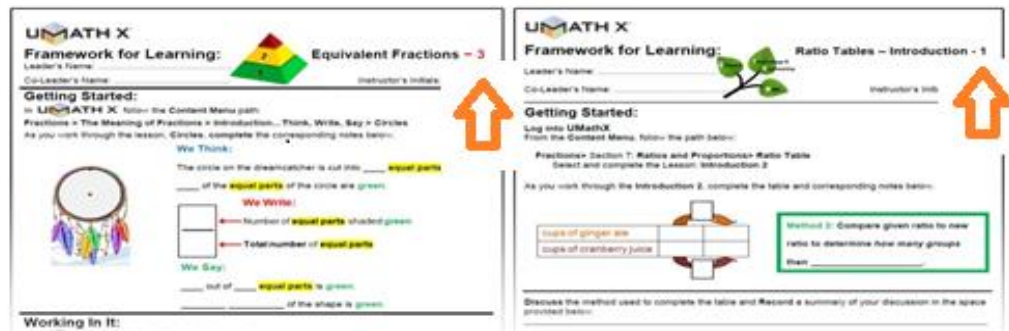 UMATH X
Framework for Learning:
Equivalent Fractions – 3
Leader's Name:
Co-Leader's Name:
Instructor's Initials:
Getting Started:
In UMATH X follow the Content Menu path:
Fractions > The Meaning of Fractions > Introduction... Think, Write, Say > Circles
As you work through the lesson, Circles, complete the corresponding notes below.
We Think:
The circle on the dreamcatcher is cut into ____ equal parts
____ of the equal parts of the circle are green.
We Write:
Number of equal parts shaded green
Total number of equal parts
We Say:
____ out of ____ equal parts is green.
____ ____ of the shape is green.
Working In It:
UMATH X
Framework for Learning:
Ratio Tables – Introduction - 1
Leader's Name:
Co-Leader's Name:
Instructor's Initi
Getting Started:
Log into UMathX
From the Content Menu, follow the path below:
Fractions> Section 7: Ratios and Proportions> Ratio Table
Select and complete the Lesson: Introduction 2
As you work through the Introduction 2, complete the table and corresponding notes below.
cups of ginger ale
cups of cranberry juice
Method 2: Compare given ratio to new
ratio to determine how many groups
then ____.
Discuss the method used to complete the table and Record a summary of your discussion in the space
provided below: